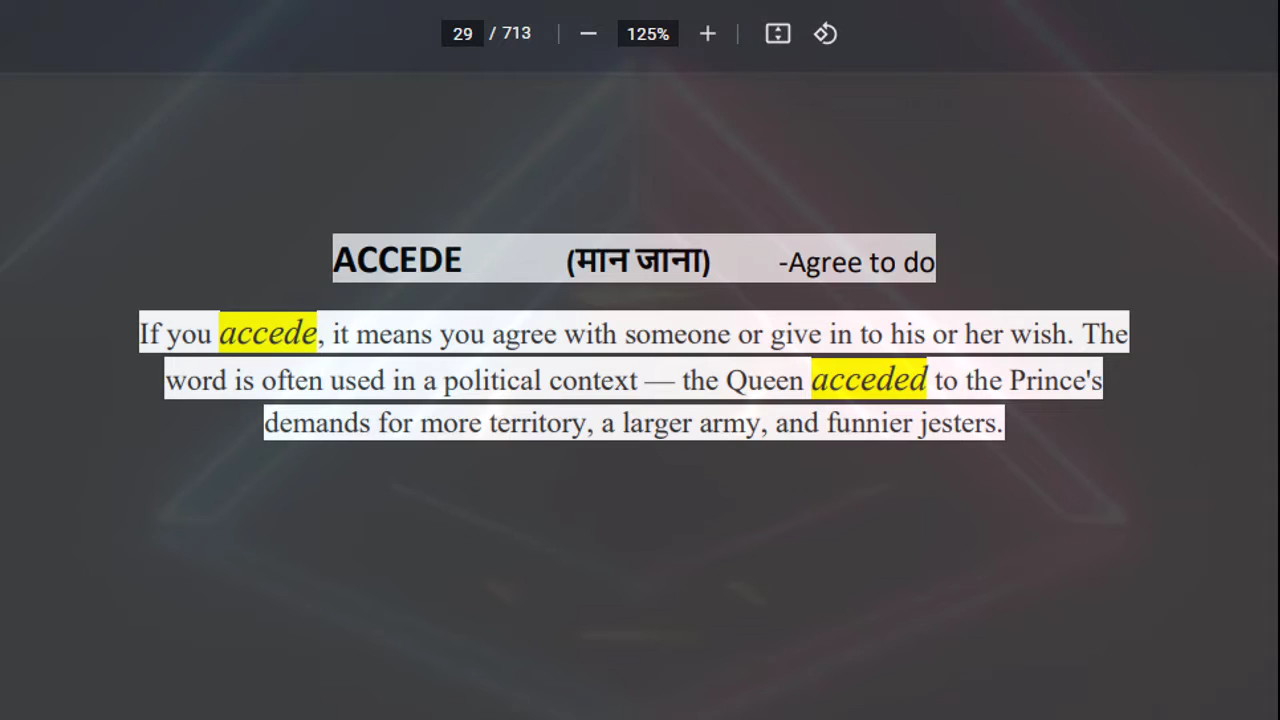 29 / 713 — 125% +
ACCEDE (मान जाना) -Agree to do
If you accede, it means you agree with someone or give in to his or her wish. The
word is often used in a political context — the Queen acceded to the Prince's
demands for more territory, a larger army, and funnier jesters.